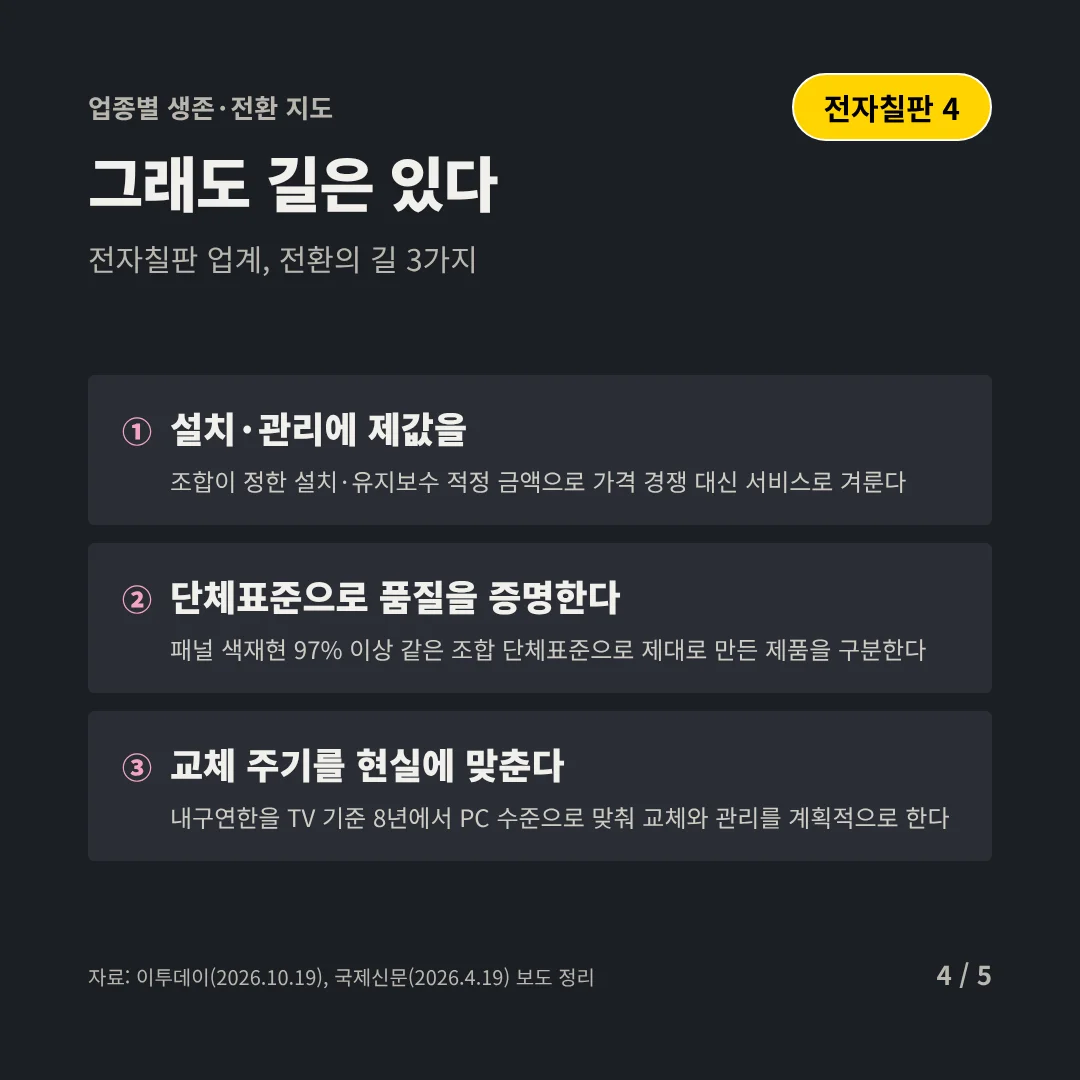 업종별 생존·전환 지도
전자칠판 4
그래도 길은 있다
전자칠판 업계, 전환의 길 3가지
① 설치·관리에 제값을
조합이 정한 설치·유지보수 적정 금액으로 가격 경쟁 대신 서비스로 겨룬다
② 단체표준으로 품질을 증명한다
패널 색재현 97% 이상 같은 조합 단체표준으로 제대로 만든 제품을 구분한다
③ 교체 주기를 현실에 맞춘다
내구연한을 TV 기준 8년에서 PC 수준으로 맞춰 교체와 관리를 계획적으로 한다
자료: 이투데이(2026.10.19), 국제신문(2026.4.19) 보도 정리
4 / 5